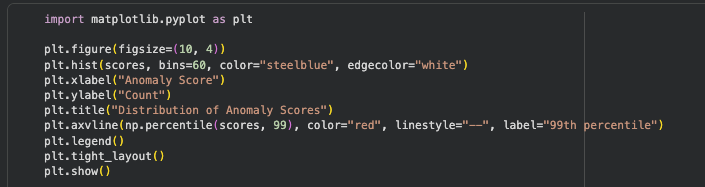 import matplotlib.pyplot as plt
plt.figure(figsize=(10, 4))
plt.hist(scores, bins=60, color="steelblue", edgecolor="white")
plt.xlabel("Anomaly Score")
plt.ylabel("Count")
plt.title("Distribution of Anomaly Scores")
plt.axvline(np.percentile(scores, 99), color="red", linestyle="--", label="99th percentile")
plt.legend()
plt.tight_layout()
plt.show()